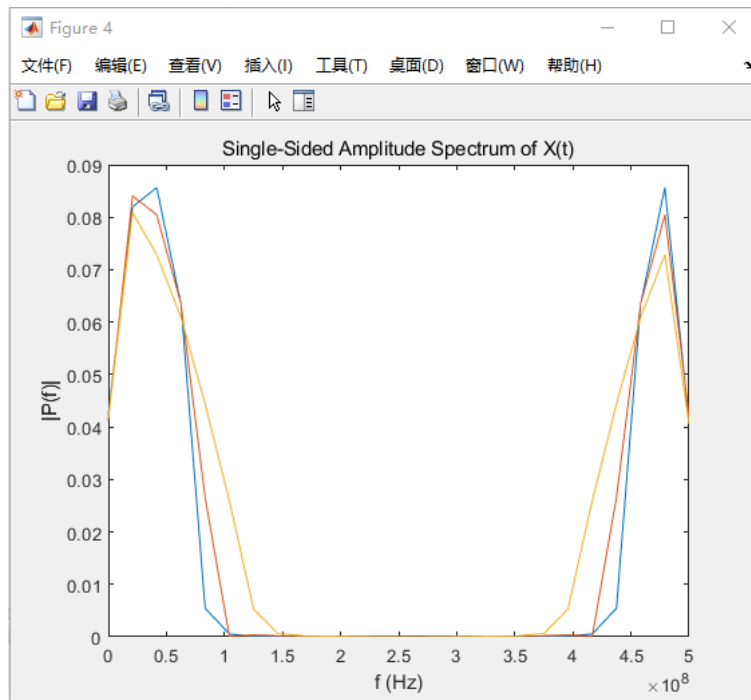 Figure 4
文件(F) 编辑(E) 查看(V) 插入(I) 工具(T) 桌面(D) 窗口(W) 帮助(H)
Single-Sided Amplitude Spectrum of X(t)
0.09
0.08
0.07
0.06
0.05
0.04
0.03
0.02
0.01
0
|P(f)|
0 0.5 1 1.5 2 2.5 3 3.5 4 4.5 5
f (Hz)
×10⁸